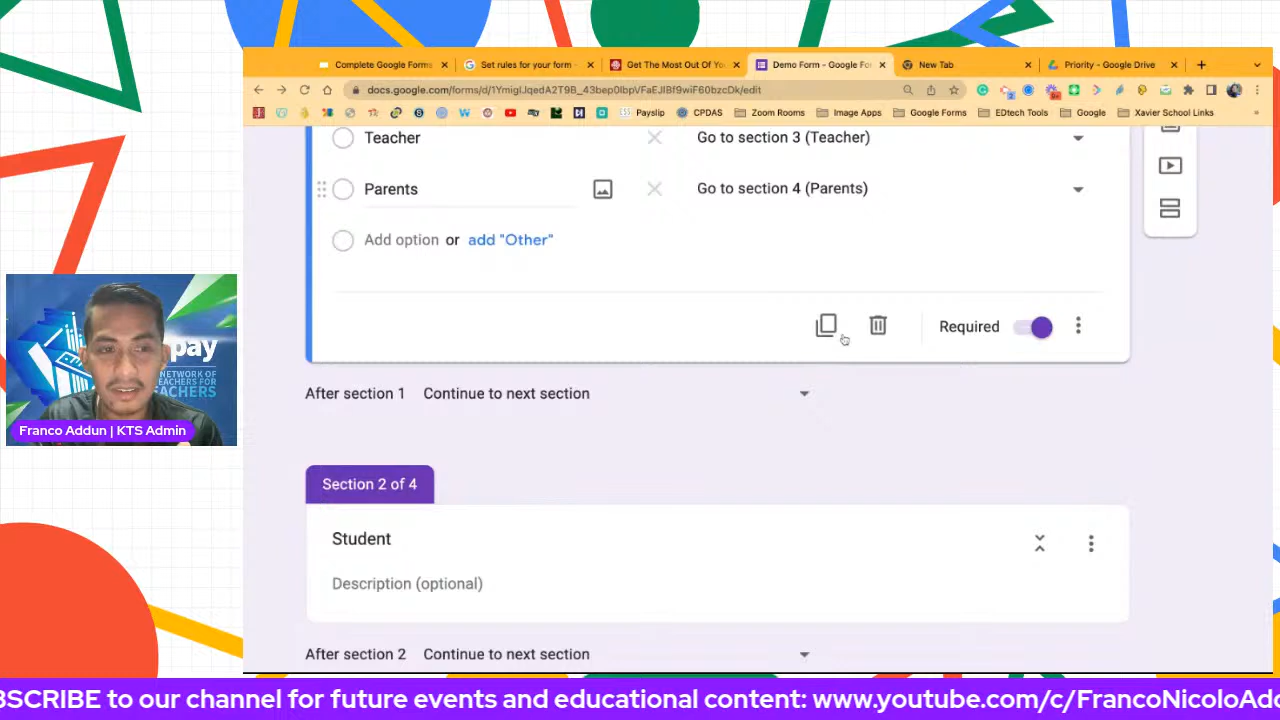 Complete Google Forms
Set rules for your form -
Get The Most Out Of Yo
Demo Form - Google Fo
New Tab
Priority - Google Drive
docs.google.com/forms/d/1YmigIJqedA2T9B_43bep0lbpVFaEJIBf9wiF60bzcDk/edit
Payslip
CPDAS
Zoom Rooms
Image Apps
Google Forms
EDtech Tools
Google
Xavier School Links
Teacher
Go to section 3 (Teacher)
Parents
Go to section 4 (Parents)
Add option or add "Other"
Required
After section 1 Continue to next section
Section 2 of 4
Student
Description (optional)
After section 2 Continue to next section
pay
NETWORK OF
TEACHERS FOR
TEACHERS
Franco Addun | KTS Admin
BSCRIBE to our channel for future events and educational content: www.youtube.com/c/FrancoNicoloAdd